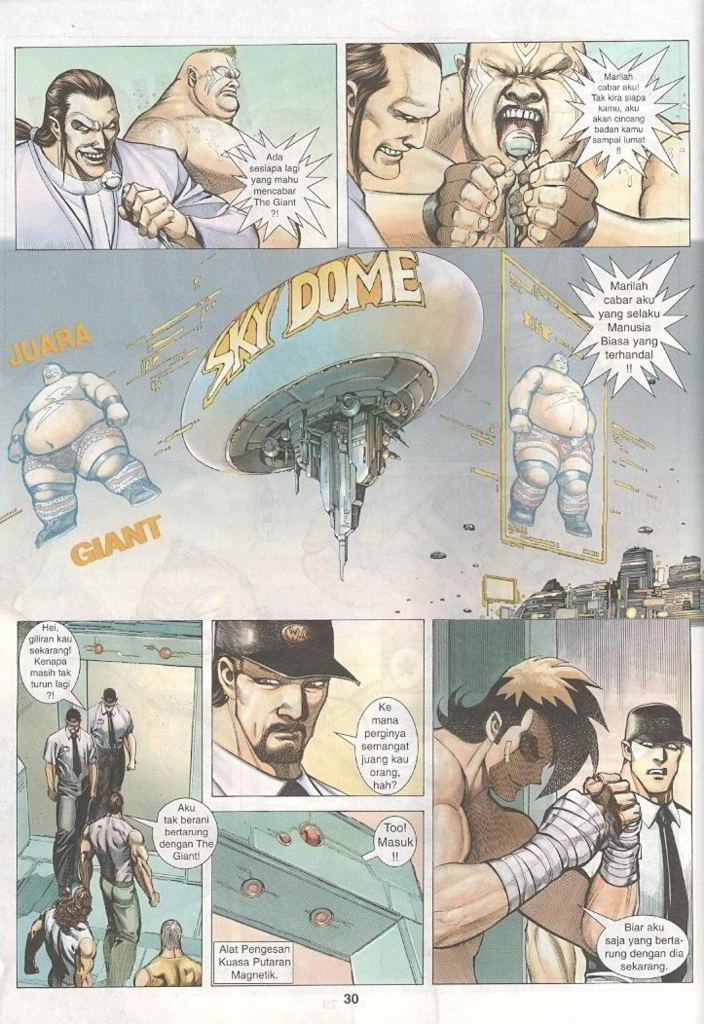 Ada
sesiapa lagi
yang mahu
mencabar
The Giant
?!
Marilah
cabar aku!
Tak kira siapa
kamu, aku
akan cincang
badan kamu
sampai lumat
!!
SKY DOME
JUARA
GIANT
Marilah
cabar aku
yang selaku
Manusia
Biasa yang
terhandal
!!
Hei,
giliran kau
sekarang!
Kenapa
masih tak
turun lagi
?!
Aku
tak berani
bertarung
dengan The
Giant!
WA
Ke
mana
perginya
semangat
juang kau
orang,
hah?
Too!
Masuk
!!
Alat Pengesan
Kuasa Putaran
Magnetik.
Biar aku
saja yang berta-
rung dengan dia
sekarang.
30